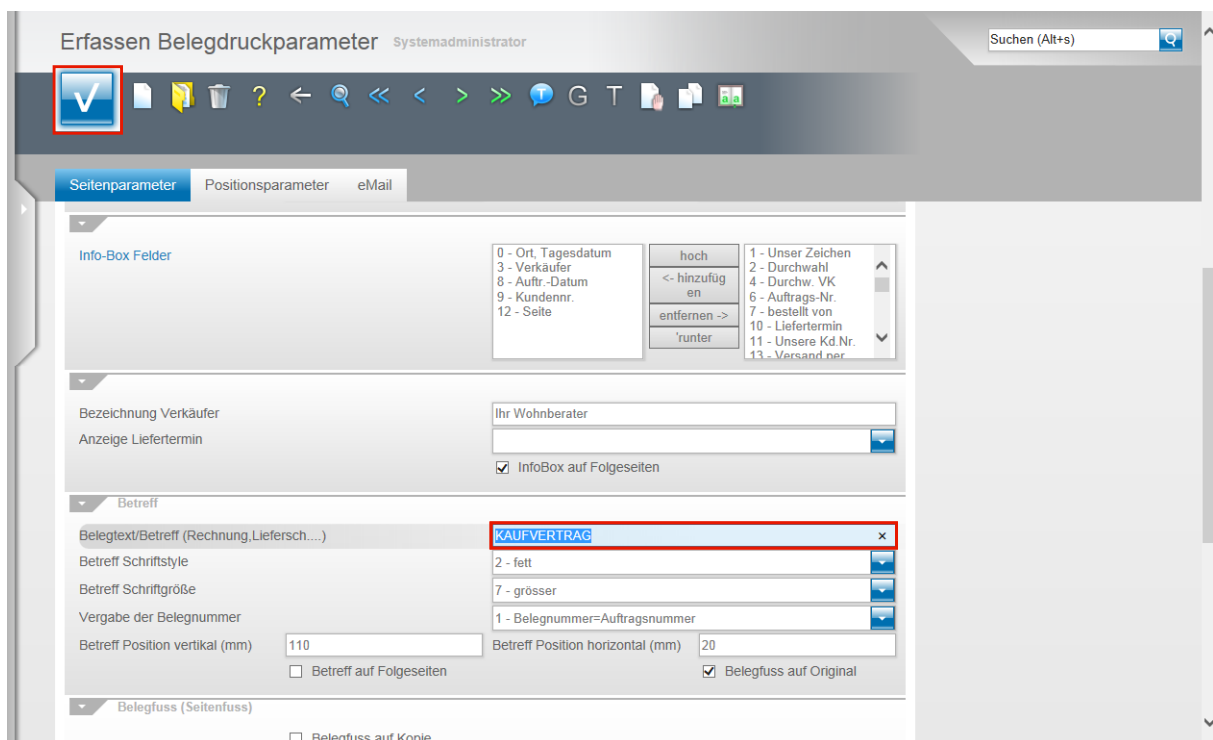 Erfassen Belegdruckparameter Systemadministrator
Suchen (Alt+s)
? G T
Seitenparameter Positionsparameter eMail
Info-Box Felder
0 - Ort, Tagesdatum
3 - Verkäufer
8 - Auftr.-Datum
9 - Kundennr.
12 - Seite
hoch
<- hinzufüg
en
entfernen ->
'runter
1 - Unser Zeichen
2 - Durchwahl
4 - Durchw. VK
6 - Auftrags-Nr.
7 - bestellt von
10 - Liefertermin
11 - Unsere Kd.Nr.
13 - Versand per
Bezeichnung Verkäufer Ihr Wohnberater
Anzeige Liefertermin
InfoBox auf Folgeseiten
Betreff
Belegtext/Betreff (Rechnung,Liefersch....) KAUFVERTRAG
Betreff Schriftstyle 2 - fett
Betreff Schriftgröße 7 - grösser
Vergabe der Belegnummer 1 - Belegnummer=Auftragsnummer
Betreff Position vertikal (mm) 110 Betreff Position horizontal (mm) 20
Betreff auf Folgeseiten Belegfuss auf Original
Belegfuss (Seitenfuss)
Belegfuss auf Kopie